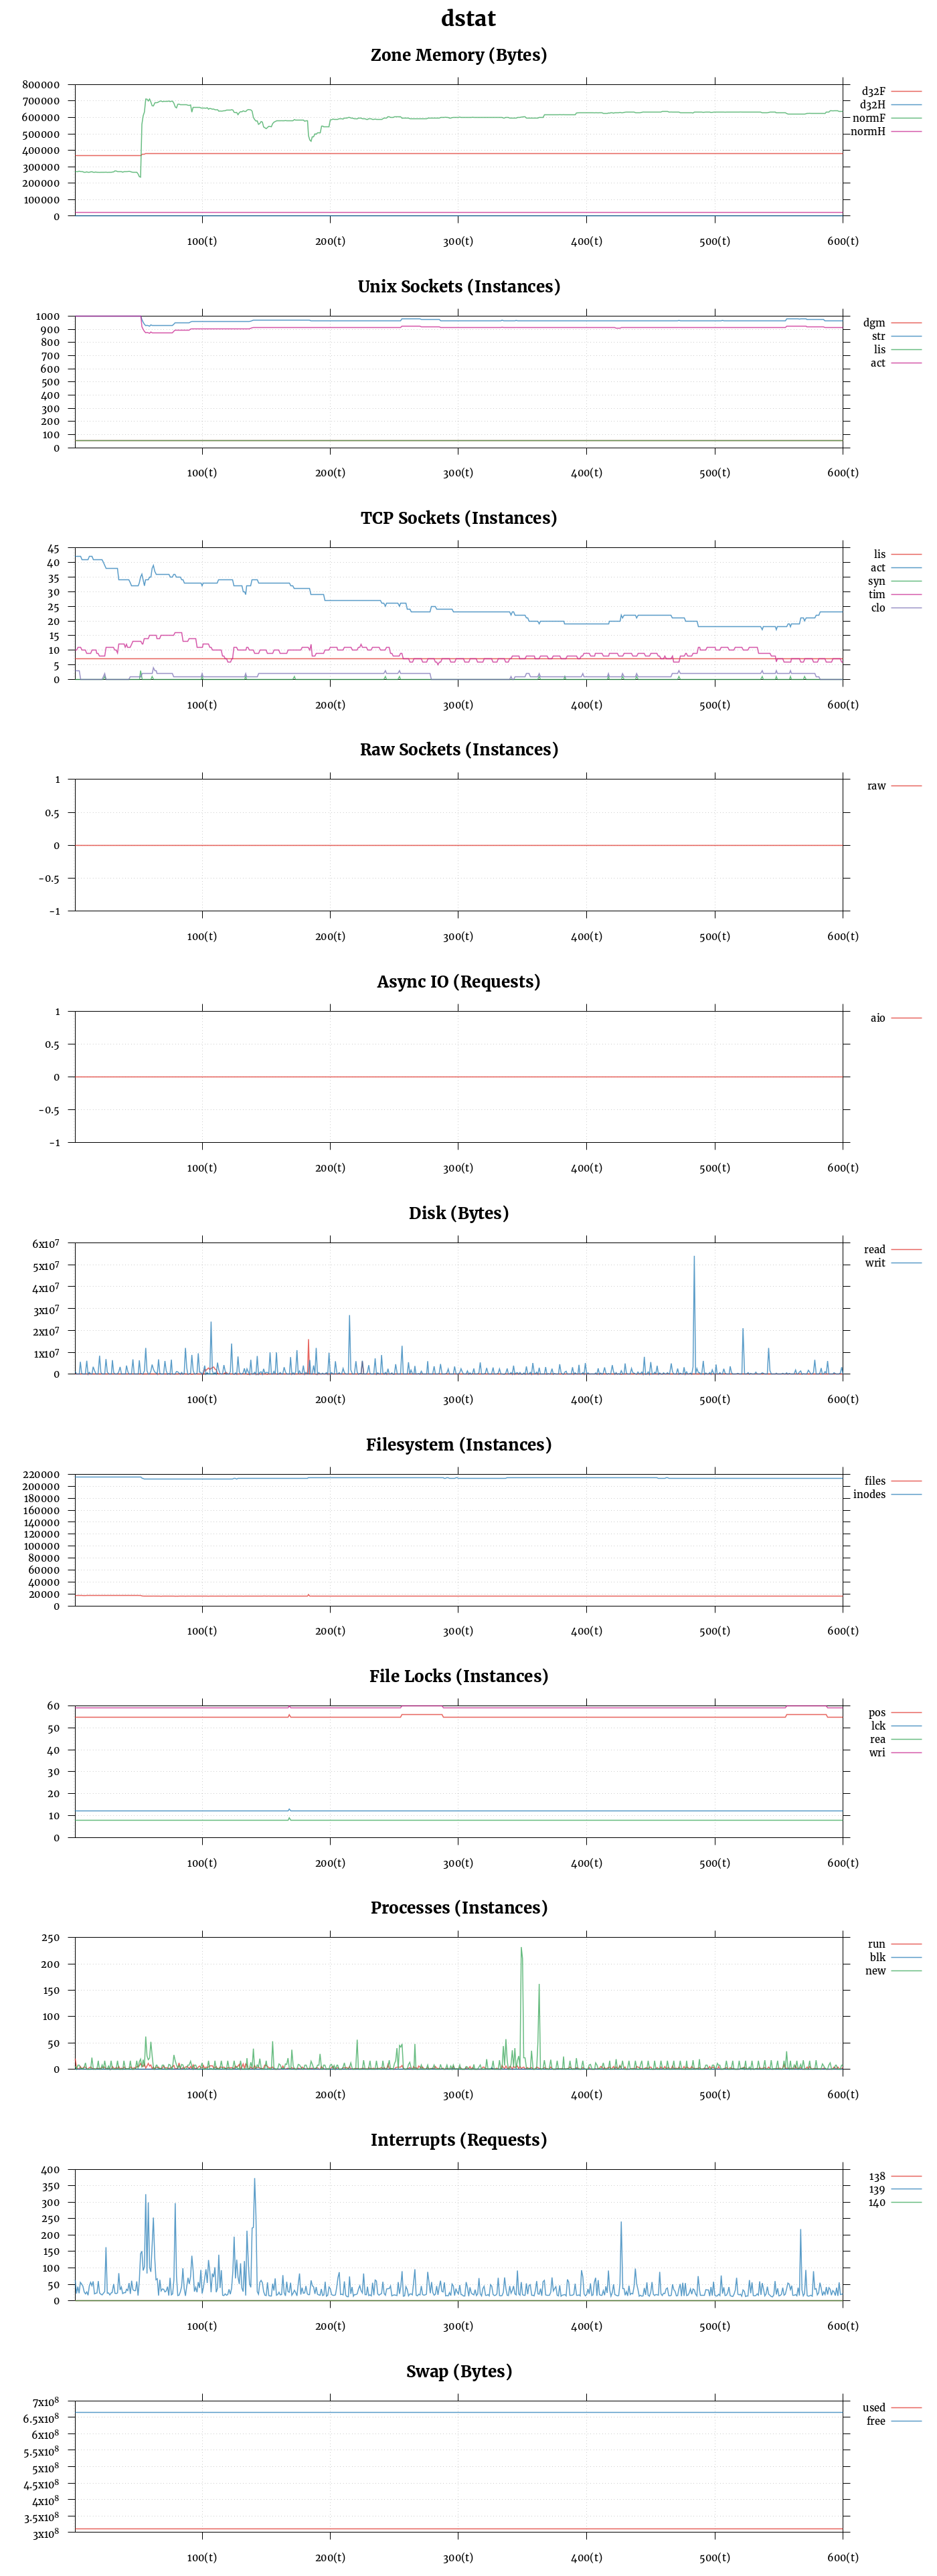 dstat
Zone Memory (Bytes)
800000
700000
600000
500000
400000
300000
200000
100000
0
100(t) 200(t) 300(t) 400(t) 500(t) 600(t)
d32F
d32H
normF
normH
Unix Sockets (Instances)
1000
900
800
700
600
500
400
300
200
100
0
100(t) 200(t) 300(t) 400(t) 500(t) 600(t)
dgm
str
lis
act
TCP Sockets (Instances)
45
40
35
30
25
20
15
10
5
0
100(t) 200(t) 300(t) 400(t) 500(t) 600(t)
lis
act
syn
tim
clo
Raw Sockets (Instances)
1
0.5
0
-0.5
-1
100(t) 200(t) 300(t) 400(t) 500(t) 600(t)
raw
Async IO (Requests)
1
0.5
0
-0.5
-1
100(t) 200(t) 300(t) 400(t) 500(t) 600(t)
aio
Disk (Bytes)
6x10⁷
5x10⁷
4x10⁷
3x10⁷
2x10⁷
1x10⁷
0
100(t) 200(t) 300(t) 400(t) 500(t) 600(t)
read
writ
Filesystem (Instances)
220000
200000
180000
160000
140000
120000
100000
80000
60000
40000
20000
0
100(t) 200(t) 300(t) 400(t) 500(t) 600(t)
files
inodes
File Locks (Instances)
60
50
40
30
20
10
0
100(t) 200(t) 300(t) 400(t) 500(t) 600(t)
pos
lck
rea
wri
Processes (Instances)
250
200
150
100
50
0
100(t) 200(t) 300(t) 400(t) 500(t) 600(t)
run
blk
new
Interrupts (Requests)
400
350
300
250
200
150
100
50
0
100(t) 200(t) 300(t) 400(t) 500(t) 600(t)
138
139
140
Swap (Bytes)
7x10⁸
6.5x10⁸
6x10⁸
5.5x10⁸
5x10⁸
4.5x10⁸
4x10⁸
3.5x10⁸
3x10⁸
100(t) 200(t) 300(t) 400(t) 500(t) 600(t)
used
free